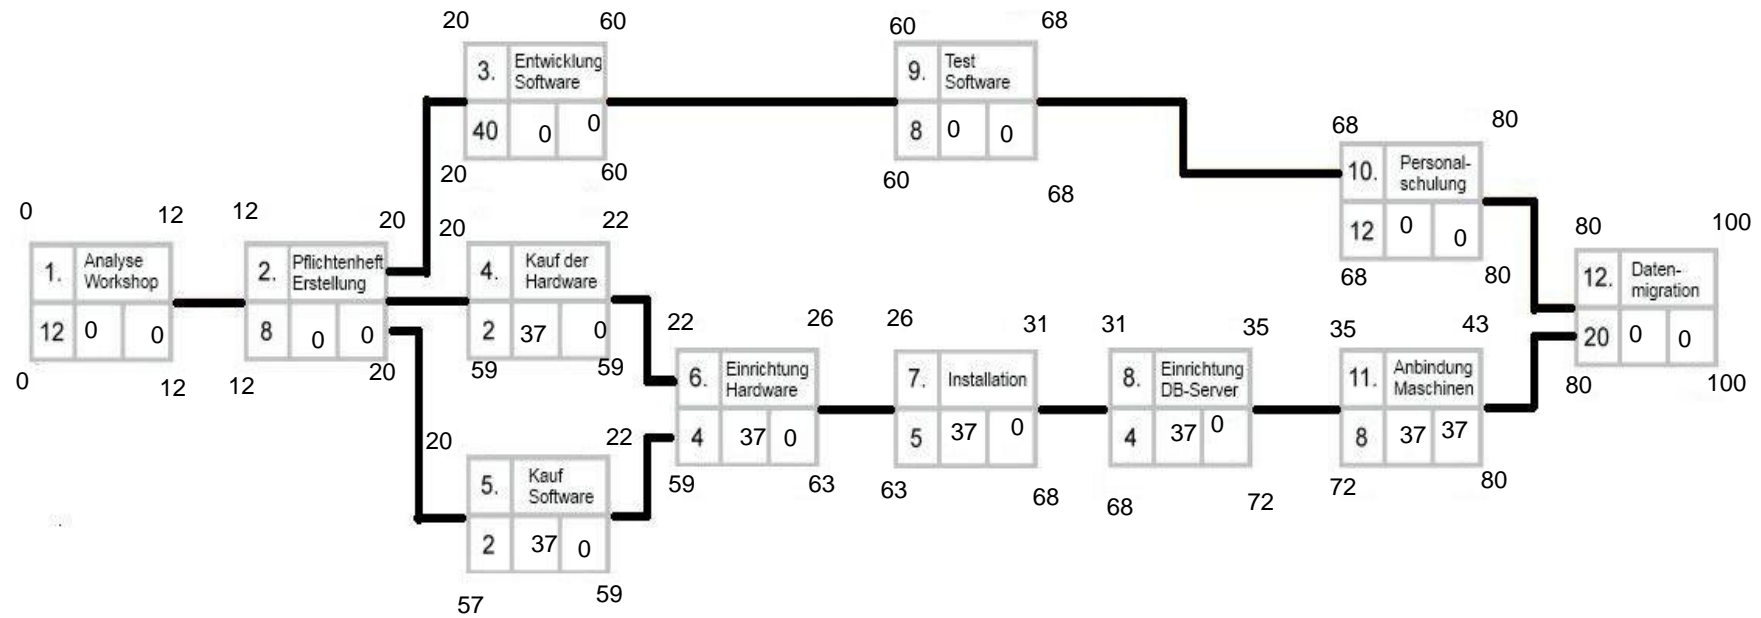 20 60
3. Entwicklung
Software
40 0 0
20 60
60 68
9. Test
Software
8 0 0
60 68
68 80
10. Personal-
schulung
12 0 0
68 80
0 12
1. Analyse
Workshop
12 0 0
0 12
12 20
2. Pflichtenheft
Erstellung
8 0 0
12 20
20 22
4. Kauf der
Hardware
2 37 0
59 59
20 22
5. Kauf
Software
2 37 0
57 59
22 26
6. Einrichtung
Hardware
4 37 0
59 63
26 31
7. Installation
5 37 0
63 68
31 35
8. Einrichtung
DB-Server
4 37 0
68 72
35 43
11. Anbindung
Maschinen
8 37 37
72 80
80 100
12. Daten-
migration
20 0 0
80 100